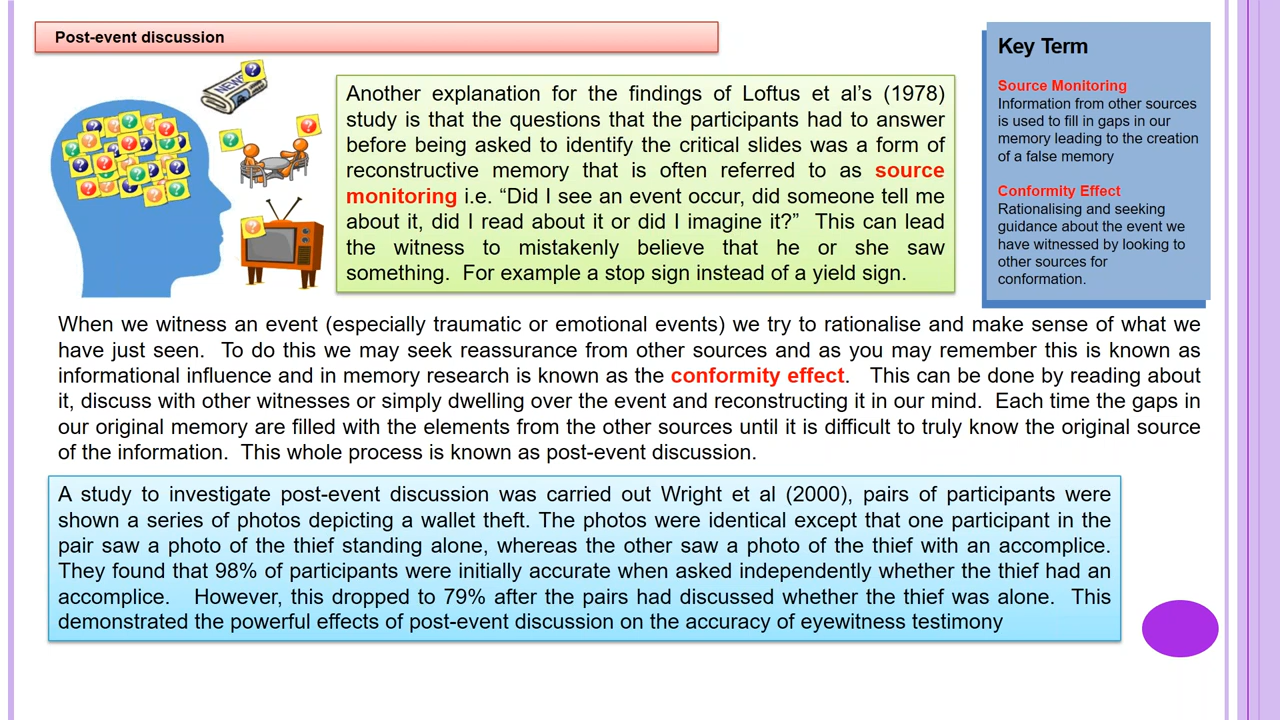 Post-event discussion
NEWS
Another explanation for the findings of Loftus et al’s (1978)
study is that the questions that the participants had to answer
before being asked to identify the critical slides was a form of
reconstructive memory that is often referred to as source
monitoring i.e. “Did I see an event occur, did someone tell me
about it, did I read about it or did I imagine it?” This can lead
the witness to mistakenly believe that he or she saw
something. For example a stop sign instead of a yield sign.
Key Term
Source Monitoring
Information from other sources
is used to fill in gaps in our
memory leading to the creation
of a false memory
Conformity Effect
Rationalising and seeking
guidance about the event we
have witnessed by looking to
other sources for
conformation.
When we witness an event (especially traumatic or emotional events) we try to rationalise and make sense of what we
have just seen. To do this we may seek reassurance from other sources and as you may remember this is known as
informational influence and in memory research is known as the conformity effect. This can be done by reading about
it, discuss with other witnesses or simply dwelling over the event and reconstructing it in our mind. Each time the gaps in
our original memory are filled with the elements from the other sources until it is difficult to truly know the original source
of the information. This whole process is known as post-event discussion.
A study to investigate post-event discussion was carried out Wright et al (2000), pairs of participants were
shown a series of photos depicting a wallet theft. The photos were identical except that one participant in the
pair saw a photo of the thief standing alone, whereas the other saw a photo of the thief with an accomplice.
They found that 98% of participants were initially accurate when asked independently whether the thief had an
accomplice. However, this dropped to 79% after the pairs had discussed whether the thief was alone. This
demonstrated the powerful effects of post-event discussion on the accuracy of eyewitness testimony